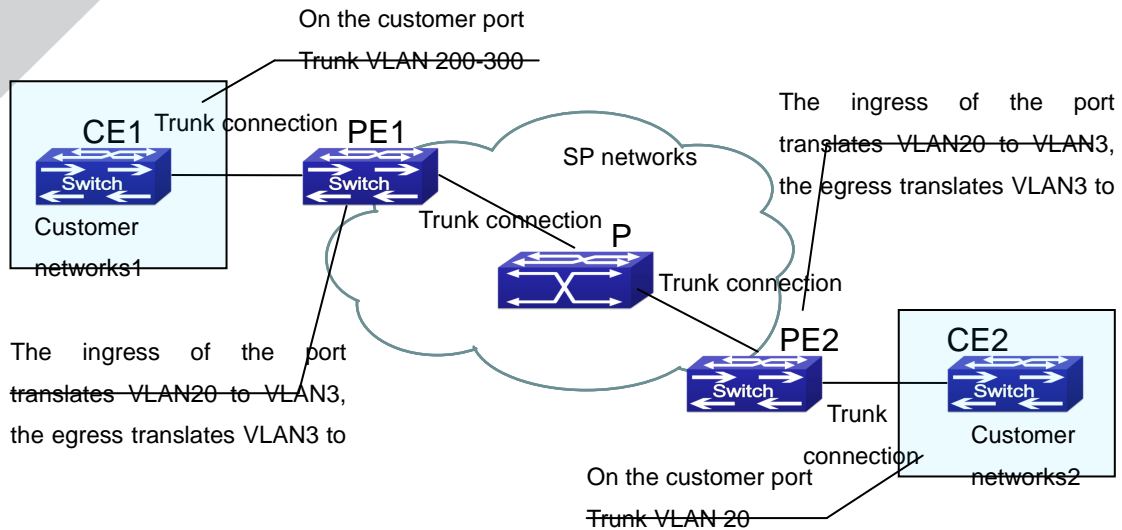 On the customer port
Trunk VLAN 200-300
CE1
Trunk connection
PE1
Switch
Switch
Customer
networks1
SP networks
The ingress of the port
translates VLAN20 to VLAN3,
the egress translates VLAN3 to
Trunk connection
P
Trunk connection
The ingress of the port
translates VLAN20 to VLAN3,
the egress translates VLAN3 to
PE2
CE2
Switch
Switch
Trunk
connection
Customer
networks2
On the customer port
Trunk VLAN 20